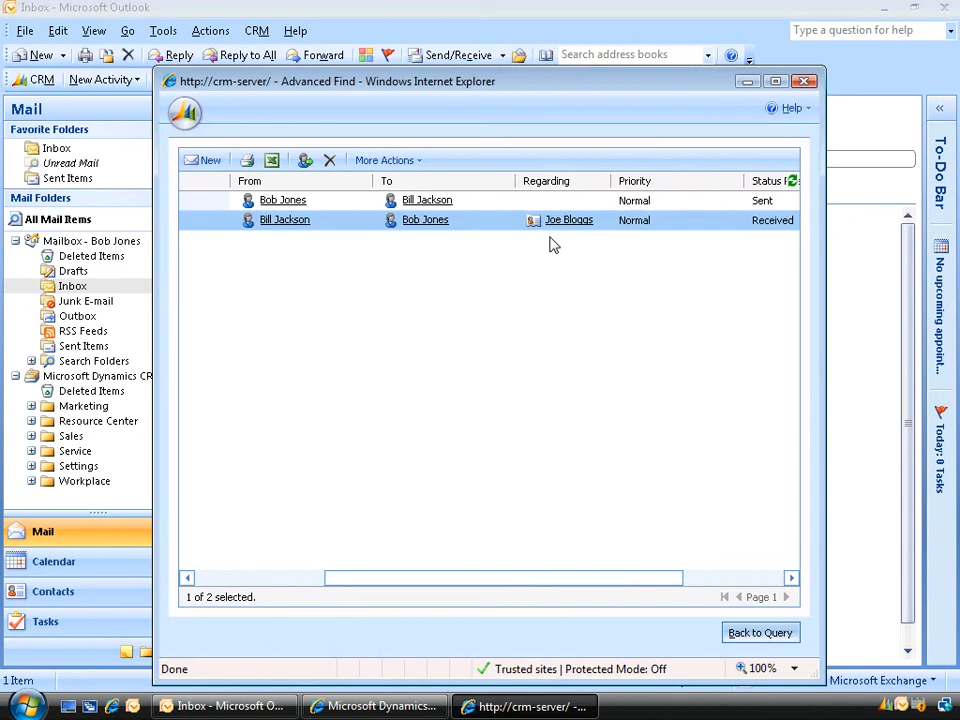 Inbox - Microsoft Outlook
File Edit View Go Tools Actions CRM Help
Type a question for help
New Reply Reply to All Forward Send/Receive Search address books
CRM New Activity
http://crm-server/ - Advanced Find - Windows Internet Explorer
Help
Mail
Favorite Folders
Inbox
Unread Mail
Sent Items
Mail Folders
All Mail Items
Mailbox - Bob Jones
Deleted Items
Drafts
Inbox
Junk E-mail
Outbox
RSS Feeds
Sent Items
Search Folders
Microsoft Dynamics CR
Deleted Items
Marketing
Resource Center
Sales
Service
Settings
Workplace
Mail
Calendar
Contacts
Tasks
New More Actions
From To Regarding Priority Status
Bob Jones Bill Jackson Normal Sent
Bill Jackson Bob Jones Joe Bloggs Normal Received
1 of 2 selected.
Page 1
Back to Query
Done Trusted sites | Protected Mode: Off 100%
To-Do Bar
No upcoming appoint...
Today: 0 Tasks
1 Item
Microsoft Exchange
Inbox - Microsoft O... Microsoft Dynamics... http://crm-server/ -...